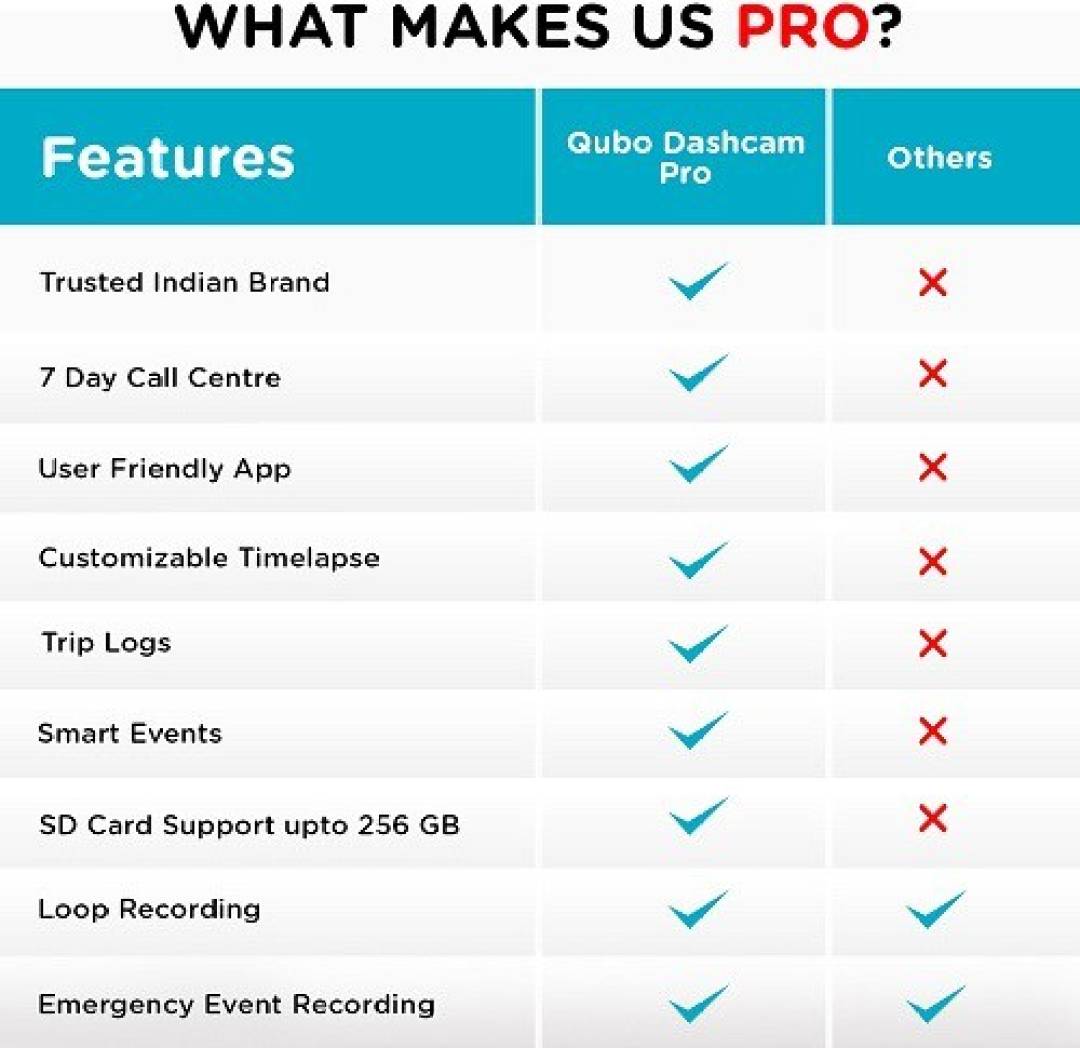 WHAT MAKES US PRO?
Features
Qubo Dashcam
Pro
Others
Trusted Indian Brand
7 Day Call Centre
User Friendly App
Customizable Timelapse
Trip Logs
Smart Events
SD Card Support upto 256 GB
Loop Recording
Emergency Event Recording